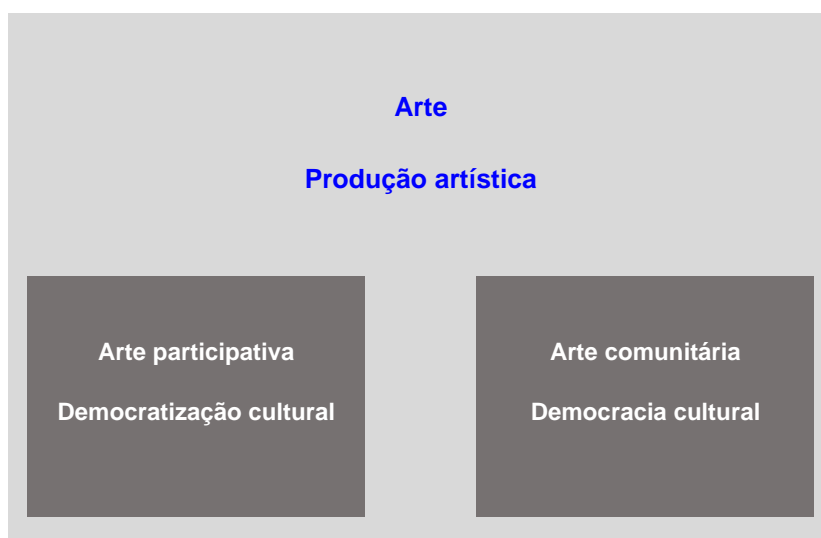 Arte
Produção artística
Arte participativa
Democratização cultural
Arte comunitária
Democracia cultural